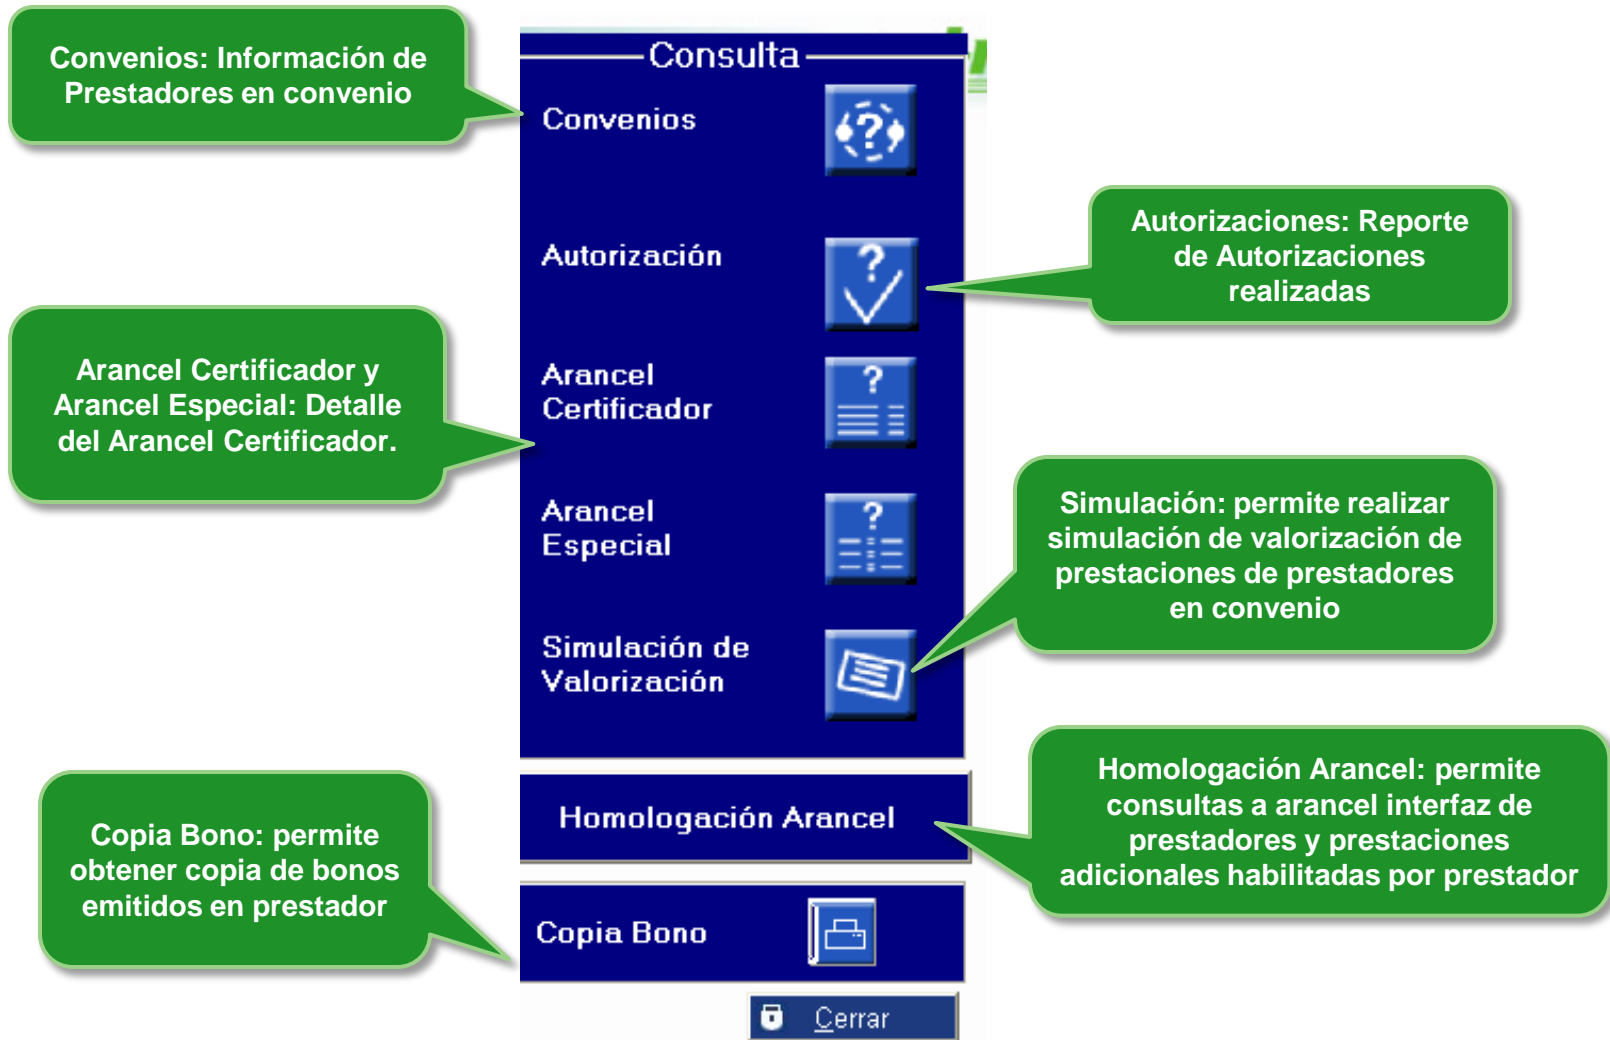 Convenios: Información de
Prestadores en convenio
Consulta
Convenios
Autorización
Autorizaciones: Reporte
de Autorizaciones
realizadas
Arancel Certificador y
Arancel Especial: Detalle
del Arancel Certificador.
Arancel
Certificador
Arancel
Especial
Simulación: permite realizar
simulación de valorización de
prestaciones de prestadores
en convenio
Simulación de
Valorización
Homologación Arancel
Homologación Arancel: permite
consultas a arancel interfaz de
prestadores y prestaciones
adicionales habilitadas por prestador
Copia Bono: permite
obtener copia de bonos
emitidos en prestador
Copia Bono
Cerrar